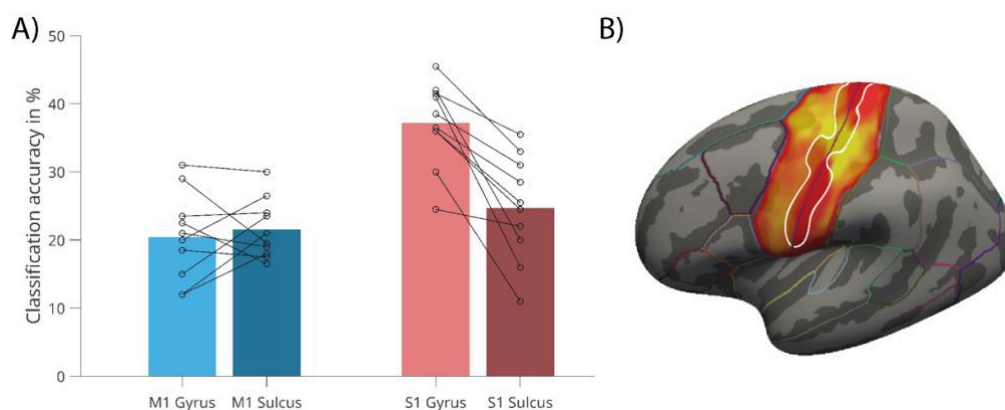 A)
B)
Classification accuracy in %
50
40
30
20
10
0
M1 Gyrus
M1 Sulcus
S1 Gyrus
S1 Sulcus